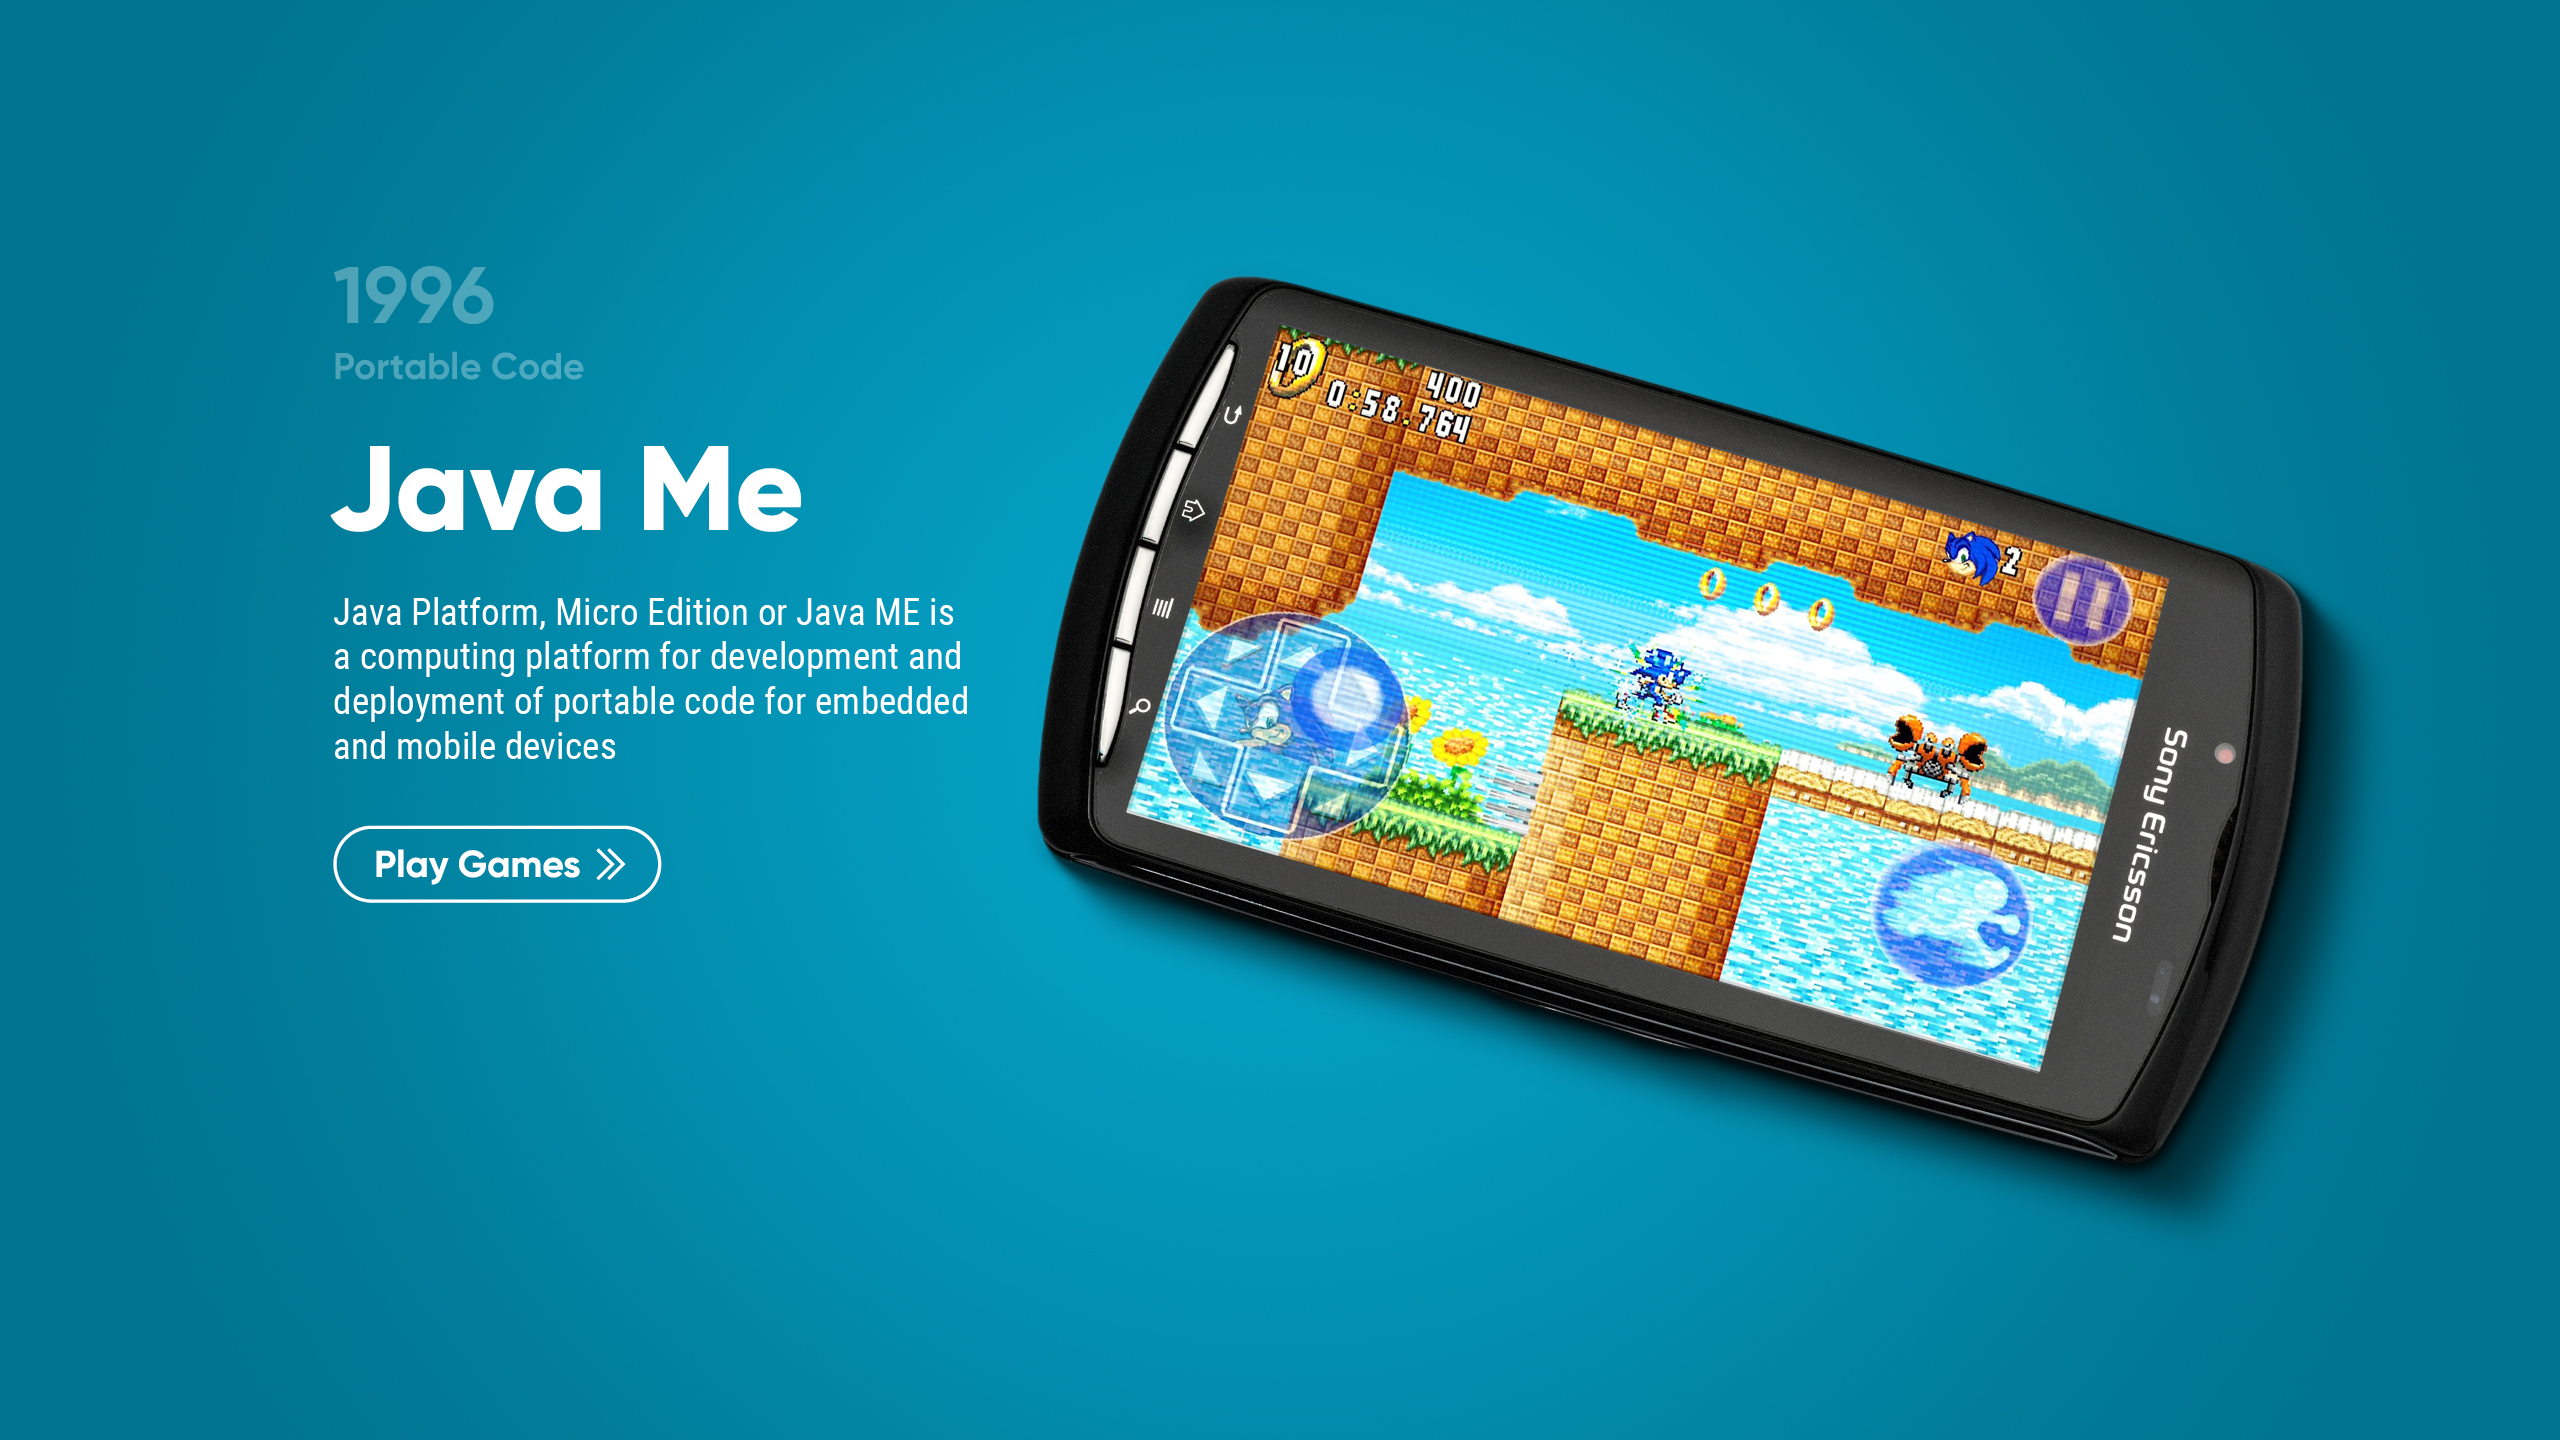 1996
Portable Code
Java Me
Java Platform, Micro Edition or Java ME is
a computing platform for development and
deployment of portable code for embedded
and mobile devices
Play Games
10
400
0:58.764
2
Sony Ericsson